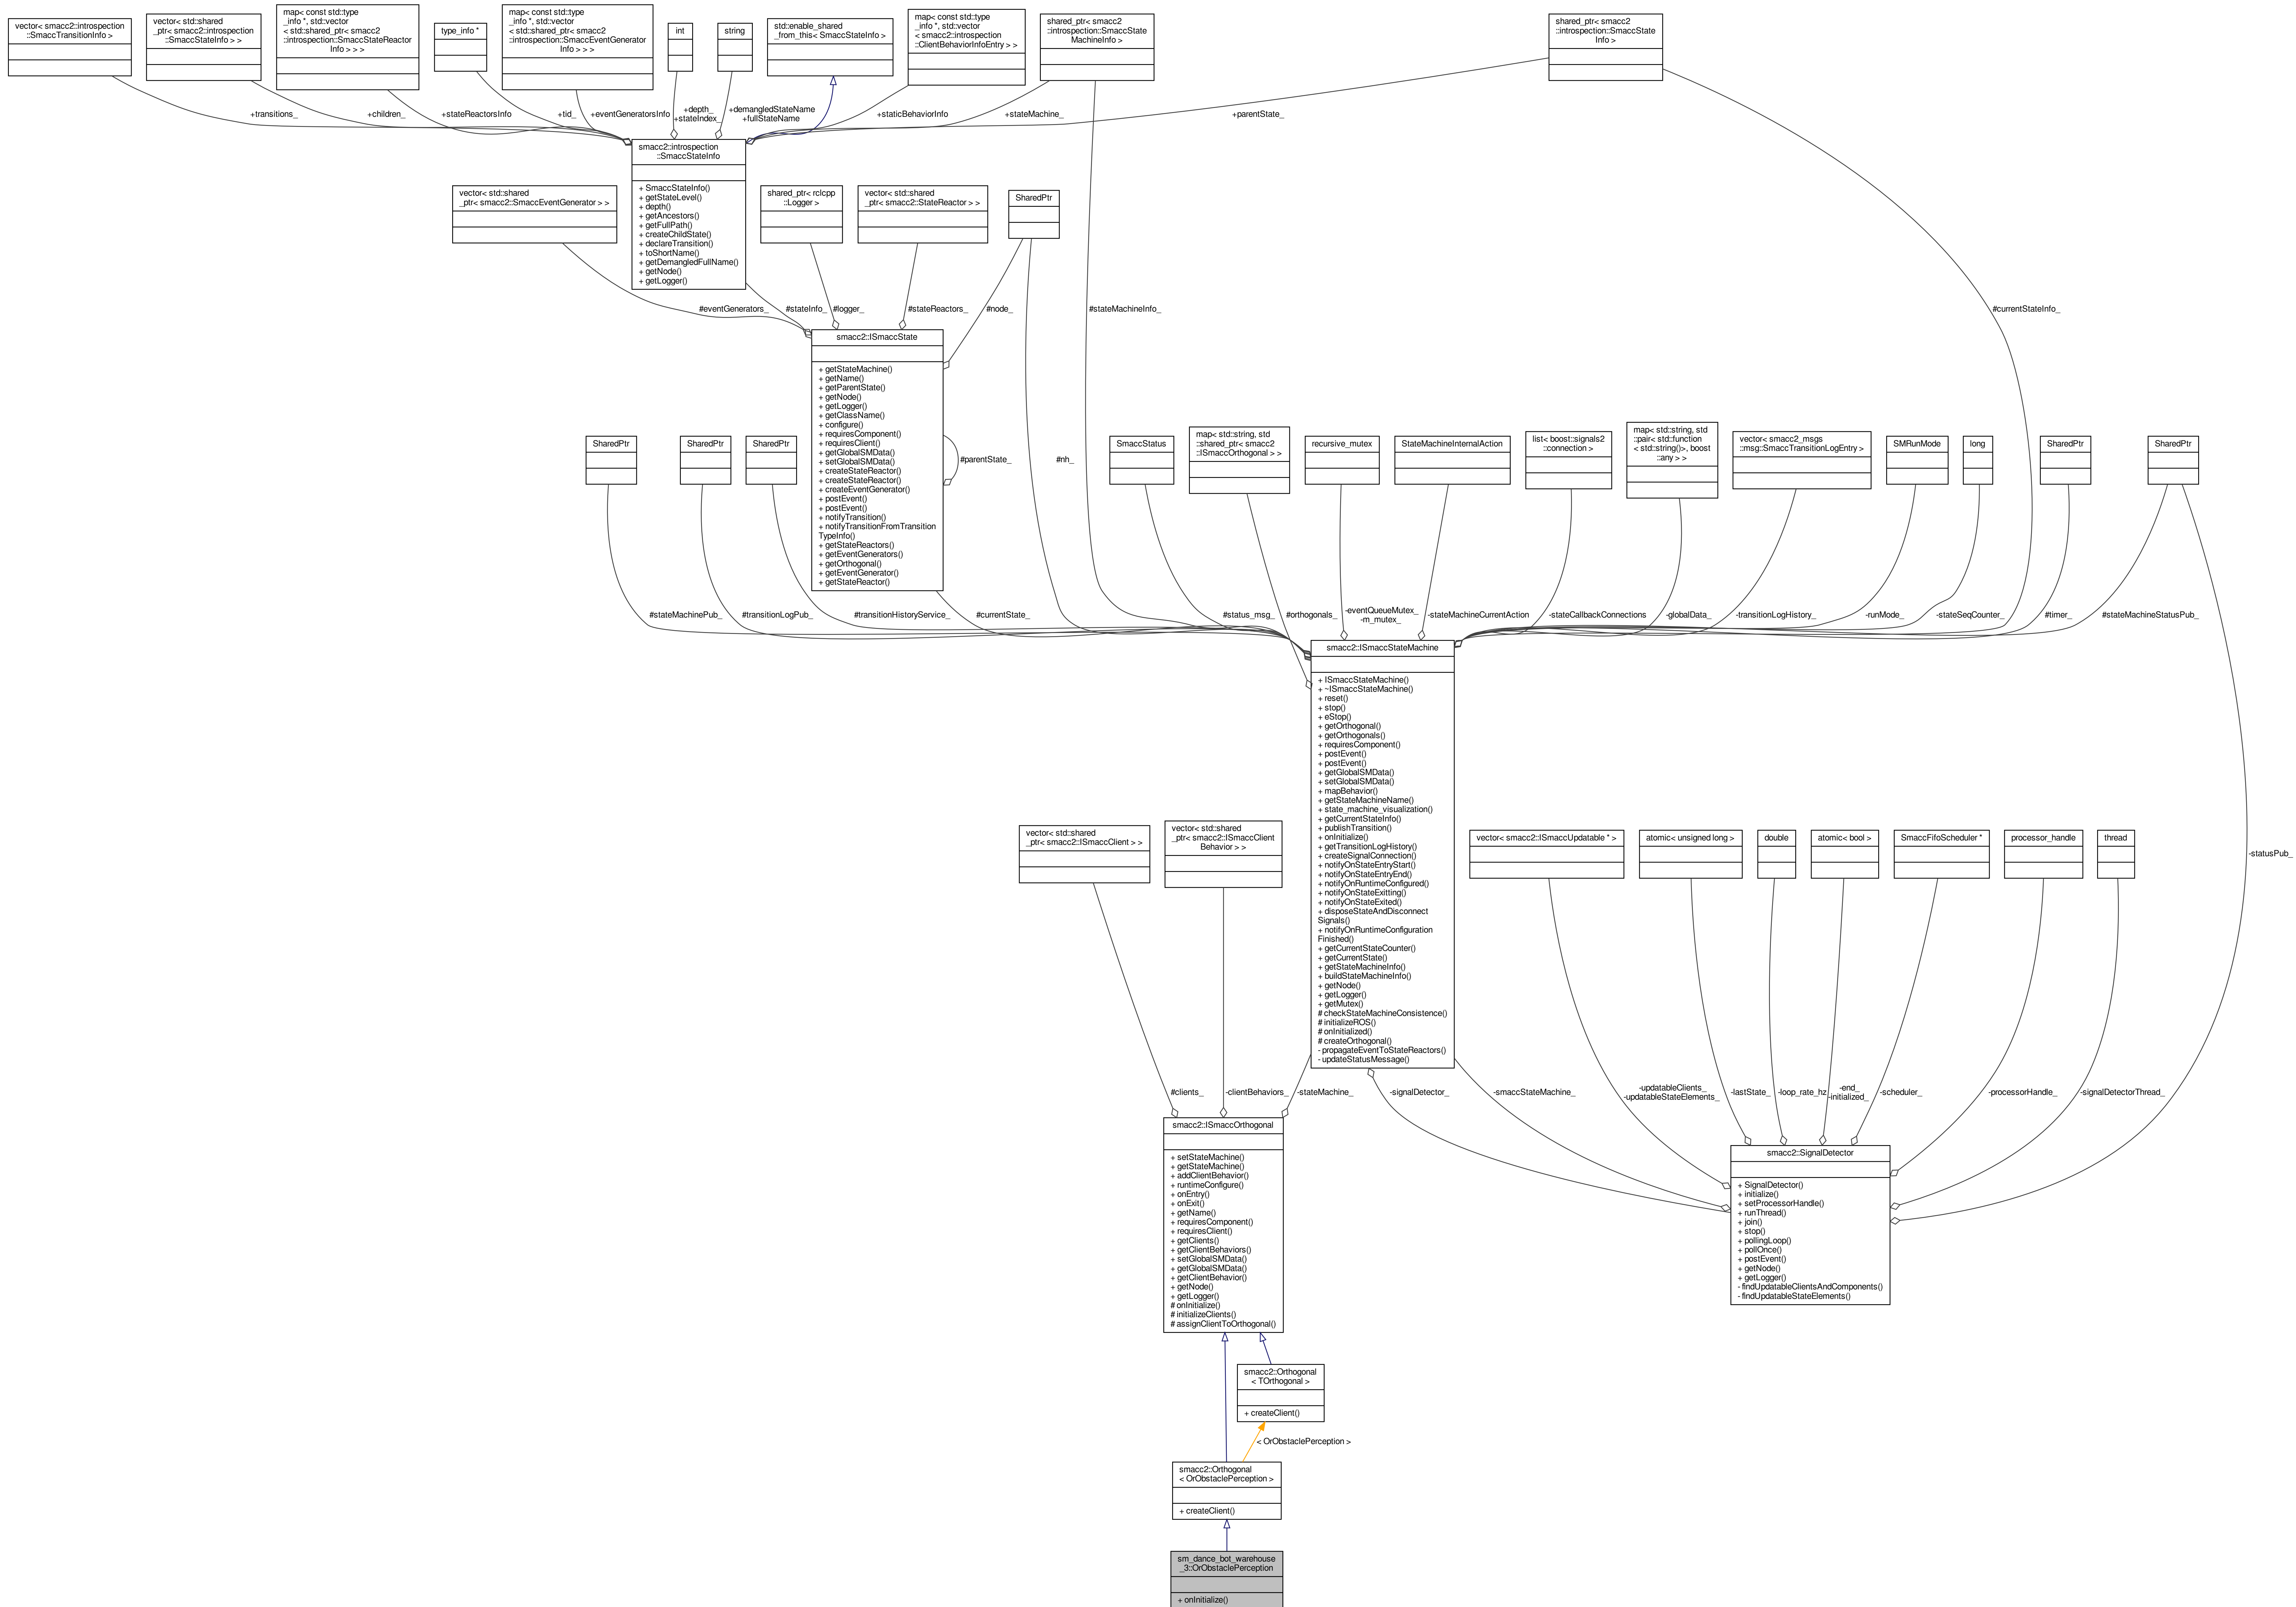 vector< smacc2::introspection
::SmaccTransitionInfo >
vector< std::shared
_ptr< smacc2::introspection
::SmaccStateInfo > >
map< const std::type
_info *, std::vector
< std::shared_ptr< smacc2
::introspection::SmaccStateReactor
Info > > >
type_info *
map< const std::type
_info *, std::vector
< std::shared_ptr< smacc2
::introspection::SmaccEventGenerator
Info > > >
int
string
std::enable_shared
_from_this< SmaccStateInfo >
map< const std::type
_info *, std::vector
< smacc2::introspection
::ClientBehaviorInfoEntry > >
shared_ptr< smacc2
::introspection::SmaccState
MachineInfo >
shared_ptr< smacc2
::introspection::SmaccState
Info >
+transitions_
+children_
+stateReactorsInfo
+tid_
+eventGeneratorsInfo
+depth_
+stateIndex_
+demangledStateName
+fullStateName
+staticBehaviorInfo
+stateMachine_
+parentState_
smacc2::introspection
::SmaccStateInfo
+ SmaccStateInfo()
+ getStateLevel()
+ depth()
+ getAncestors()
+ getFullPath()
+ createChildState()
+ declareTransition()
+ toShortName()
+ getDemangledFullName()
+ getNode()
+ getLogger()
vector< std::shared
_ptr< smacc2::SmaccEventGenerator > >
shared_ptr< rclcpp
::Logger >
vector< std::shared
_ptr< smacc2::StateReactor > >
SharedPtr
#eventGenerators_
#stateInfo_
#logger_
#stateReactors_
#node_
#stateMachineInfo_
#currentStateInfo_
smacc2::ISmaccState
+ getStateMachine()
+ getName()
+ getParentState()
+ getNode()
+ getLogger()
+ getClassName()
+ configure()
+ requiresComponent()
+ requiresClient()
+ getGlobalSMData()
+ setGlobalSMData()
+ createStateReactor()
+ createStateReactor()
+ createEventGenerator()
+ postEvent()
+ postEvent()
+ notifyTransition()
+ notifyTransitionFromTransition
TypeInfo()
+ getStateReactors()
+ getEventGenerators()
+ getOrthogonal()
+ getEventGenerator()
+ getStateReactor()
#parentState_
#nh_
SharedPtr
SharedPtr
SharedPtr
SmaccStatus
map< std::string, std
::shared_ptr< smacc2
::ISmaccOrthogonal > >
recursive_mutex
StateMachineInternalAction
list< boost::signals2
::connection >
map< std::string, std
::pair< std::function
< std::string()>, boost
::any > >
vector< smacc2_msgs
::msg::SmaccTransitionLogEntry >
SMRunMode
long
SharedPtr
SharedPtr
#stateMachinePub_
#transitionLogPub_
#transitionHistoryService_
#currentState_
#status_msg_
#orthogonals_
-eventQueueMutex_
-m_mutex_
-stateMachineCurrentAction
-stateCallbackConnections
-globalData_
-transitionLogHistory_
-runMode_
-stateSeqCounter_
#timer_
#stateMachineStatusPub_
smacc2::ISmaccStateMachine
+ ISmaccStateMachine()
+ ~ISmaccStateMachine()
+ reset()
+ stop()
+ eStop()
+ getOrthogonal()
+ getOrthogonals()
+ requiresComponent()
+ postEvent()
+ postEvent()
+ getGlobalSMData()
+ setGlobalSMData()
+ mapBehavior()
+ getStateMachineName()
+ state_machine_visualization()
+ getCurrentStateInfo()
+ publishTransition()
+ onInitialize()
+ getTransitionLogHistory()
+ createSignalConnection()
+ notifyOnStateEntryStart()
+ notifyOnStateEntryEnd()
+ notifyOnRuntimeConfigured()
+ notifyOnStateExitting()
+ notifyOnStateExited()
+ disposeStateAndDisconnect
Signals()
+ notifyOnRuntimeConfiguration
Finished()
+ getCurrentStateCounter()
+ getCurrentState()
+ getStateMachineInfo()
+ buildStateMachineInfo()
+ getNode()
+ getLogger()
+ getMutex()
# checkStateMachineConsistence()
# initializeROS()
# onInitialized()
# createOrthogonal()
- propagateEventToStateReactors()
- updateStatusMessage()
vector< std::shared
_ptr< smacc2::ISmaccClient > >
vector< std::shared
_ptr< smacc2::ISmaccClient
Behavior > >
vector< smacc2::ISmaccUpdatable * >
atomic< unsigned long >
double
atomic< bool >
SmaccFifoScheduler *
processor_handle
thread
-statusPub_
#clients_
-clientBehaviors_
-stateMachine_
-signalDetector_
-smaccStateMachine_
-updatableClients_
-updatableStateElements_
-lastState_
-loop_rate_hz
-end_
-initialized_
-scheduler_
-processorHandle_
-signalDetectorThread_
smacc2::ISmaccOrthogonal
+ setStateMachine()
+ getStateMachine()
+ addClientBehavior()
+ runtimeConfigure()
+ onEntry()
+ onExit()
+ getName()
+ requiresComponent()
+ requiresClient()
+ getClients()
+ getClientBehaviors()
+ setGlobalSMData()
+ getGlobalSMData()
+ getClientBehavior()
+ getNode()
+ getLogger()
# onInitialize()
# initializeClients()
# assignClientToOrthogonal()
smacc2::SignalDetector
+ SignalDetector()
+ initialize()
+ setProcessorHandle()
+ runThread()
+ join()
+ stop()
+ pollingLoop()
+ pollOnce()
+ postEvent()
+ getNode()
+ getLogger()
- findUpdatableClientsAndComponents()
- findUpdatableStateElements()
smacc2::Orthogonal
< TOrthogonal >
+ createClient()
< OrObstaclePerception >
smacc2::Orthogonal
< OrObstaclePerception >
+ createClient()
sm_dance_bot_warehouse
_3::OrObstaclePerception
+ onInitialize()